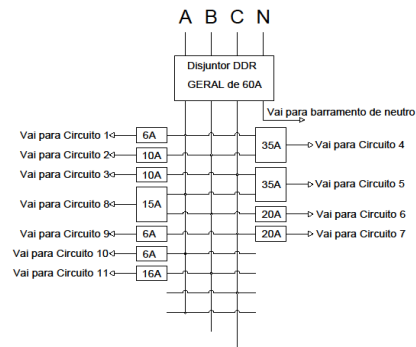 A B C N
Disjuntor DDR
GERAL de 60A
Vai para barramento de neutro
Vai para Circuito 1 6A
35A Vai para Circuito 4
Vai para Circuito 2 10A
Vai para Circuito 3 10A
35A Vai para Circuito 5
Vai para Circuito 8 15A
20A Vai para Circuito 6
Vai para Circuito 9 6A
20A Vai para Circuito 7
Vai para Circuito 10 6A
Vai para Circuito 11 16A